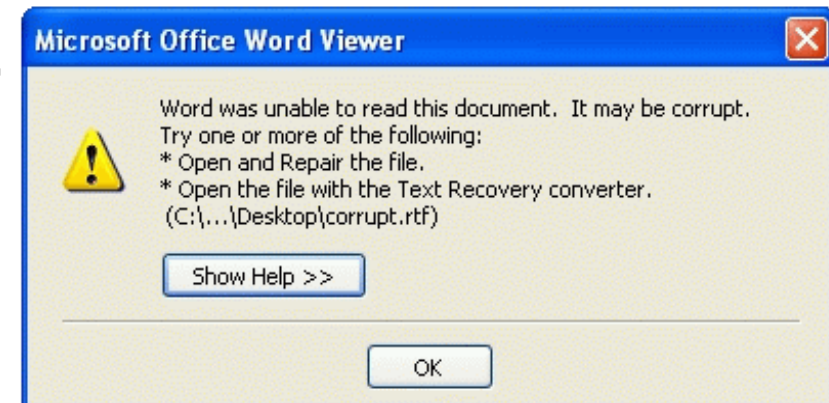 Microsoft Office Word Viewer
Word was unable to read this document.  It may be corrupt.
Try one or more of the following:
* Open and Repair the file.
* Open the file with the Text Recovery converter.
(C:\...\Desktop\corrupt.rtf)
Show Help >>
OK